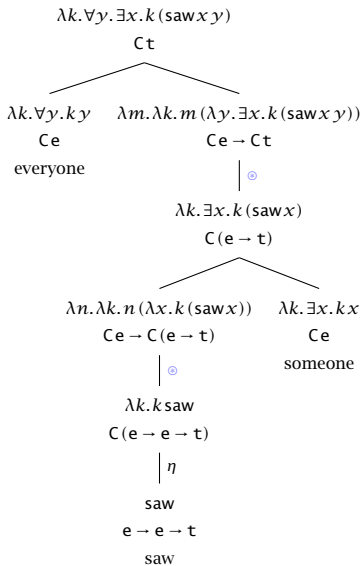 λk.∀y.∃x.k(saw x y)
Ct
λk.∀y.k y λm.λk.m(λy.∃x.k(saw x y))
Ce Ce → Ct
everyone ⊛
λk.∃x.k(saw x)
C(e → t)
λn.λk.n(λx.k(saw x)) λk.∃x.k x
Ce → C(e → t) Ce
⊛ someone
λk.k saw
C(e → e → t)
η
saw
e → e → t
saw